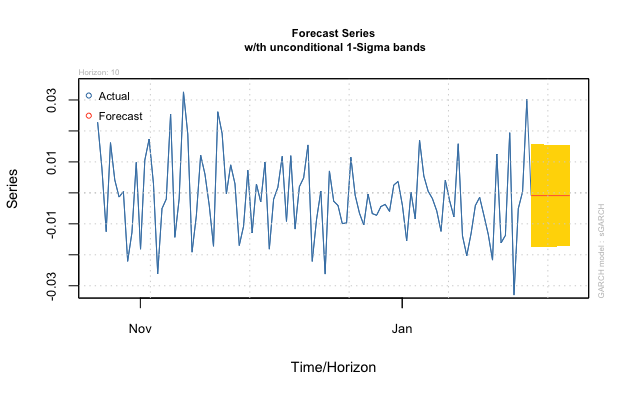 Forecast Series
w/th unconditional 1-Sigma bands
Horizon: 10
Actual
Forecast
0.03
0.01
-0.01
-0.03
Series
Nov
Jan
Time/Horizon
GARCH model : sGARCH